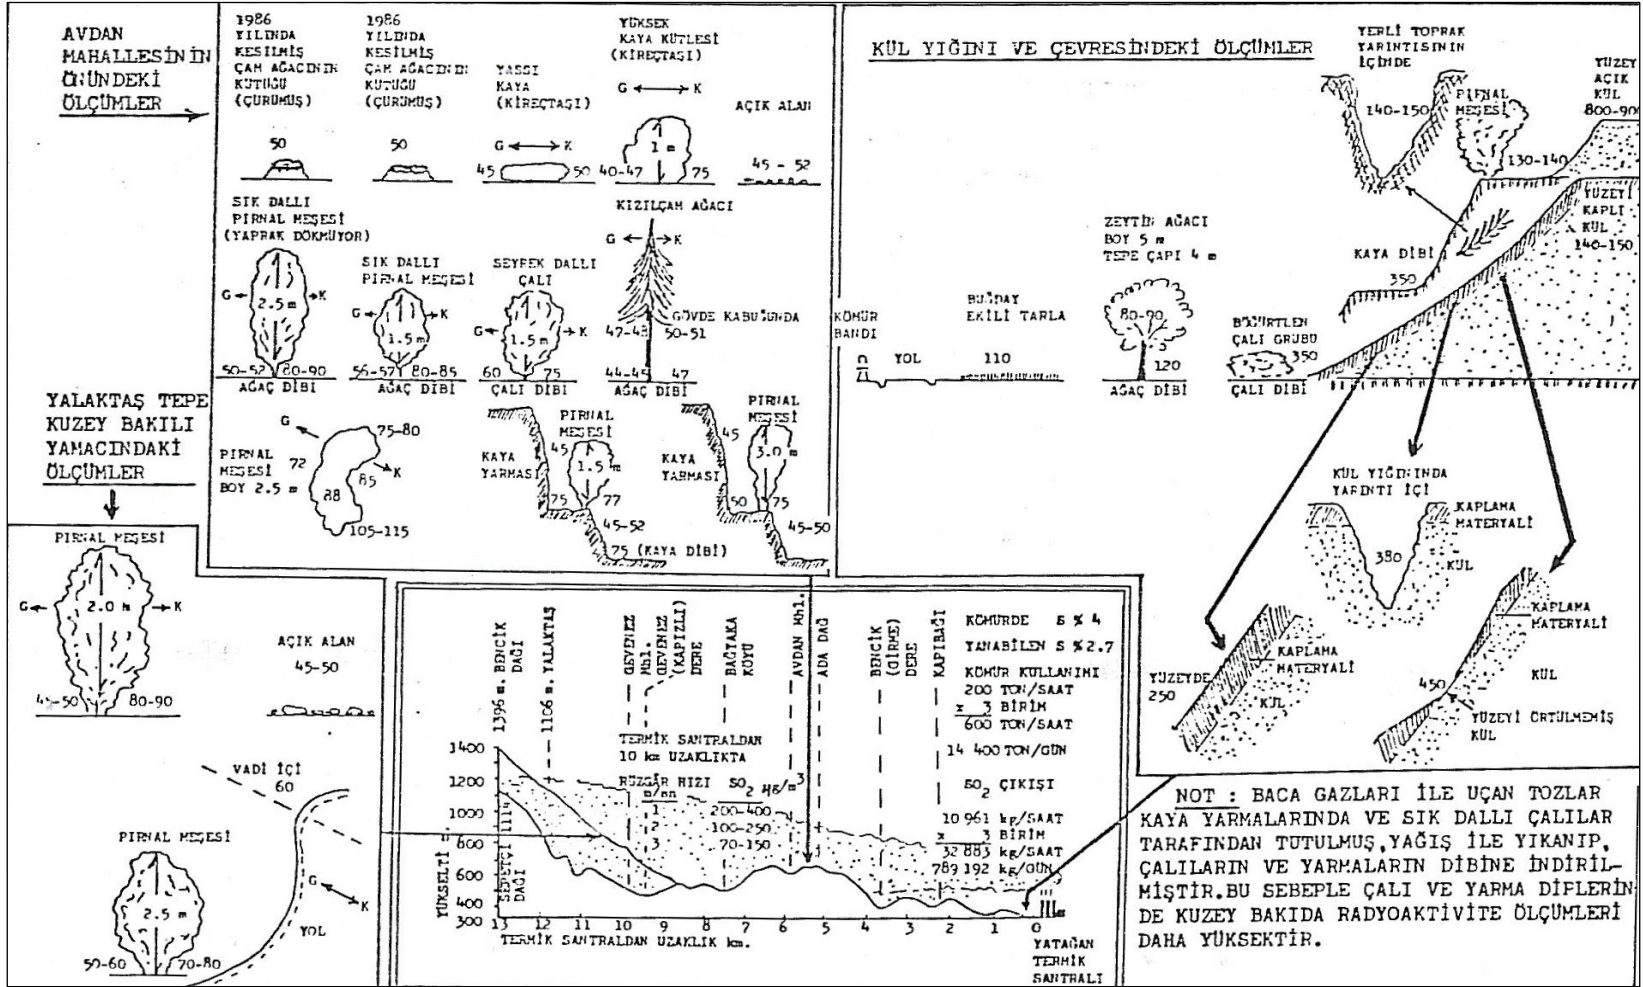 AVDAN
MAHALLESİNİN
ÖNÜNDEKİ
ÖLÇÜMLER
1986
YILINDA
KESİLMİŞ
ÇAM AĞACININ
KÜTÜĞÜ
(ÇÜRÜMÜŞ)
50
1986
YILINDA
KESİLMİŞ
ÇAM AĞACININ
KÜTÜĞÜ
(ÇÜRÜMÜŞ)
50
YASSI
KAYA
(KİREÇTAŞI)
G K
45 50
YÜKSEK
KAYA KÜTLESİ
(KİREÇTAŞI)
G K
1 m
40-47 75
AÇIK ALAN
45 - 52
SIK DALLI
PIRNAL MEŞESİ
(YAPRAK DÖKMÜYOR)
G 2.5 m K
50-52 80-90
AĞAÇ DİBİ
SIK DALLI
PIRNAL MEŞESİ
G K
1.5 m
56-57 80-85
AĞAÇ DİBİ
SEYREK DALLI
ÇALI
G K
1.5 m
60 75
ÇALI DİBİ
KIZILÇAM AĞACI
G K
GÖVDE KABUĞUNDA
47-48 50-51
44-45 47
AĞAÇ DİBİ
G
75-80
PIRNAL
MEŞESİ
BOY 2.5 m
72
K
85
88
105-115
PIRNAL
MEŞESİ
45
KAYA
YARMASI
1.5 m
75 77
45-52
75 (KAYA DİBİ)
PIRNAL
MEŞESİ
45
KAYA
YARMASI
3.0 m
50 75
45-50
YALAKTAŞ TEPE
KUZEY BAKILI
YAMACINDAKİ
ÖLÇÜMLER
PIRNAL MEŞESİ
G 2.0 m K
45-50 80-90
AÇIK ALAN
45-50
VADİ İÇİ
60
PIRNAL MEŞESİ
2.5 m
50-60 70-80
G
K
YOL
KÜL YIĞINI VE ÇEVRESİNDEKİ ÖLÇÜMLER
YERLİ TOPRAK
YARINTISININ
İÇİNDE
140-150
PIRNAL
MEŞESİ
130-140
YÜZEY
AÇIK
KÜL
800-900
YÜZEYİ
KAPLI
KÜL
140-150
KAYA DİBİ
350
ZEYTİN AĞACI
BOY 5 m
TEPE ÇAPI 4 m
80-90
120
AĞAÇ DİBİ
KÖMÜR
BANDI
YOL
BUĞDAY
EKİLİ TARLA
110
BÖĞÜRTLEN
ÇALI GRUBU
350
ÇALI DİBİ
KÜL YIĞININDA
YARINTI İÇİ
KAPLAMA
MATERYALİ
380
KÜL
YÜZEYDE
250
KAPLAMA
MATERYALİ
KÜL
KAPLAMA
MATERYALİ
KÜL
450
YÜZEYİ ÖRTÜLMEMİŞ
KÜL
1396 m. BENCİK
DAĞI
1106 m. YALAKTAŞ
GEVENEZ
Mhl.
GEVENEZ
(KAPIZLI)
DERE
BAĞYAKA
KÖYÜ
AVDAN Mhl.
ADA DAĞ
BENCİK
(GİRME)
DERE
KAPIBAĞI
KÖMÜRDE S % 4
YANABİLEN S %2.7
KÖMÜR KULLANIMI
200 TON/SAAT
x 3 BİRİM
600 TON/SAAT
14 400 TON/GÜN
SO2 ÇIKIŞI
10 961 kg/SAAT
x 3 BİRİM
32 883 kg/SAAT
789 192 kg/GÜN
TERMİK SANTRALDAN
10 km UZAKLIKTA
RÜZGÂR HIZI SO2 µg/m3
1 200-400
2 100-250
3 70-150
YÜKSELTİ
1400
1200
1000
800
600
400
300
SEPETÇİ 1114
DAĞI
13 12 11 10 9 8 7 6 5 4 3 2 1 0
TERMİK SANTRALDAN UZAKLIK km.
YATAĞAN
TERMİK
SANTRALI
NOT : BACA GAZLARI İLE UÇAN TOZLAR
KAYA YARMALARINDA VE SIK DALLI ÇALILAR
TARAFINDAN TUTULMUŞ,YAĞIŞ İLE YIKANIP,
ÇALILARIN VE YARMALARIN DİBİNE İNDİRİL-
MİŞTİR.BU SEBEPLE ÇALI VE YARMA DİPLERİN
DE KUZEY BAKIDA RADYOAKTİVİTE ÖLÇÜMLERİ
DAHA YÜKSEKTİR.